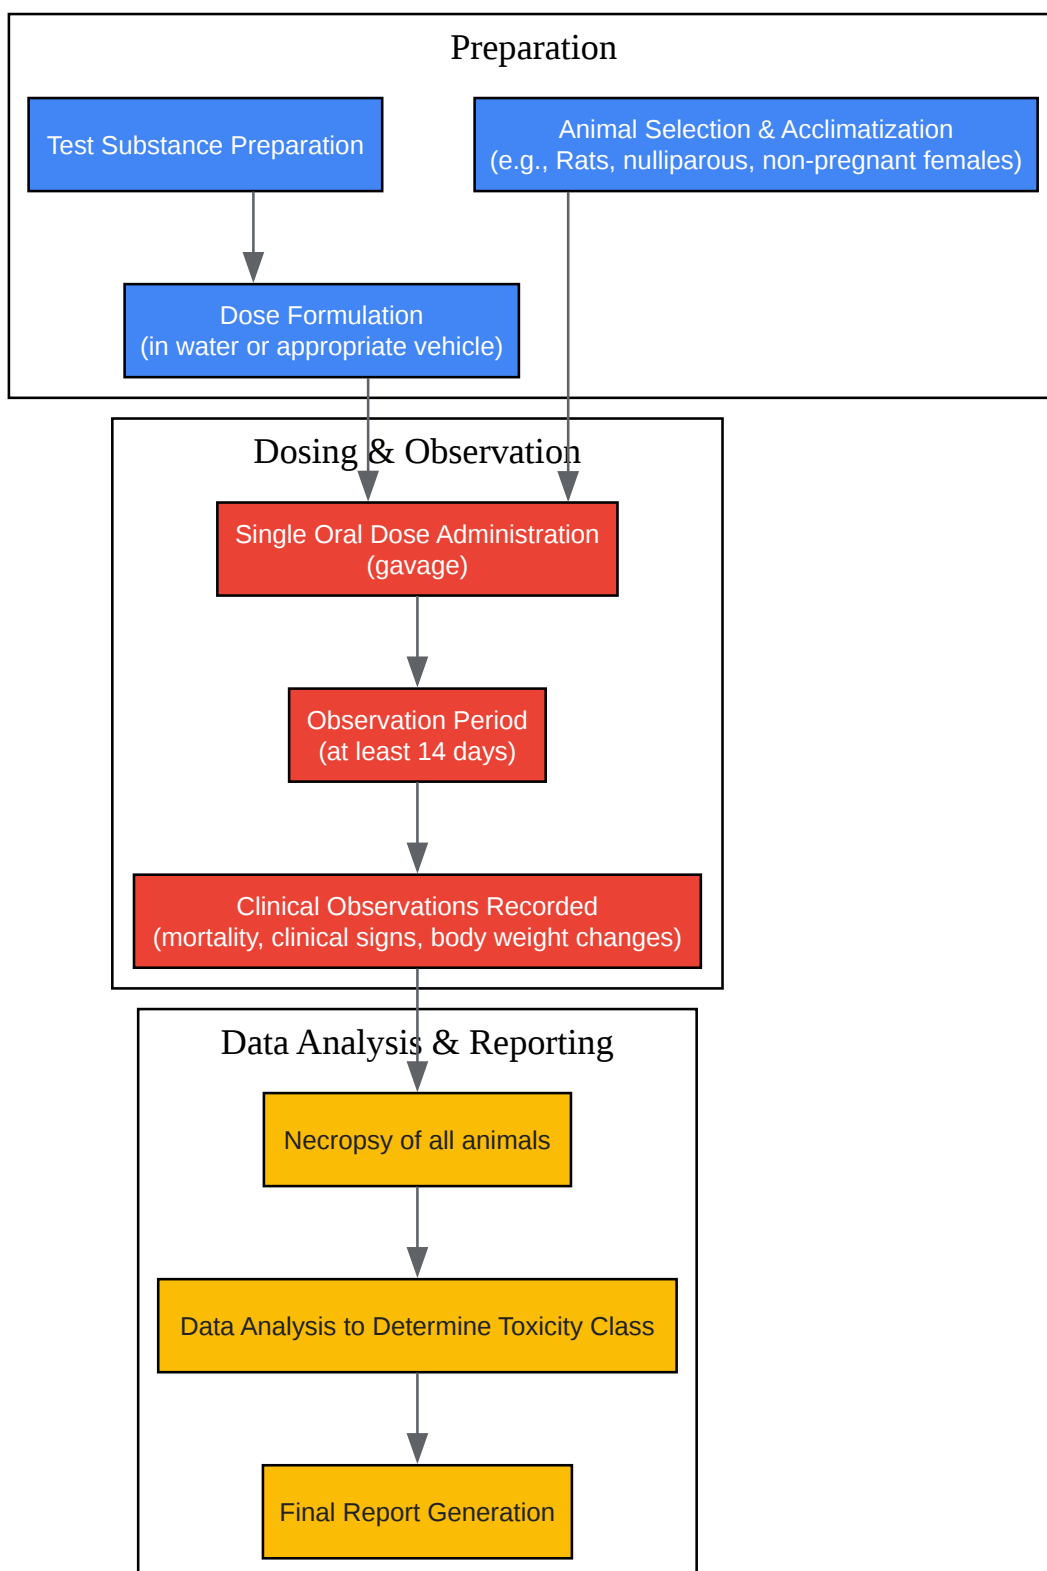 Preparation
Test Substance Preparation
Animal Selection & Acclimatization
(e.g., Rats, nulliparous, non-pregnant females)
Dose Formulation
(in water or appropriate vehicle)
Dosing & Observation
Single Oral Dose Administration
(gavage)
Observation Period
(at least 14 days)
Clinical Observations Recorded
(mortality, clinical signs, body weight changes)
Data Analysis & Reporting
Necropsy of all animals
Data Analysis to Determine Toxicity Class
Final Report Generation